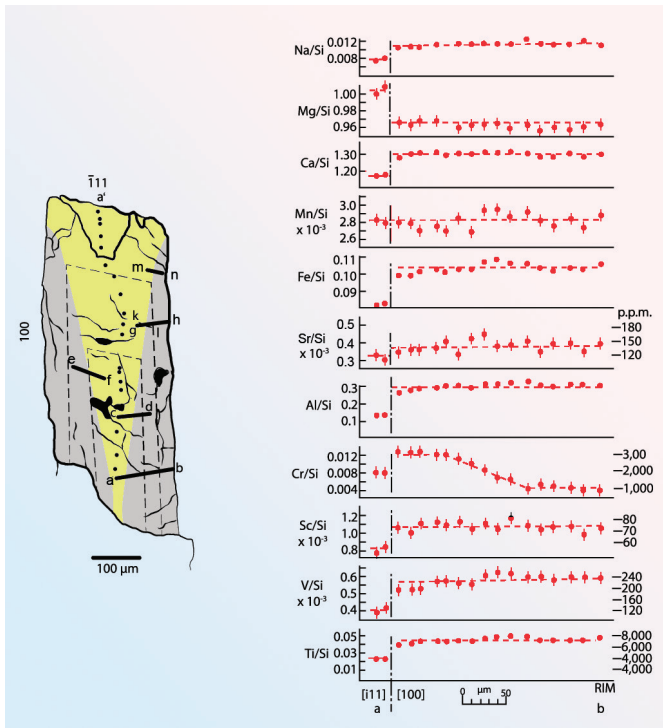 1̄11
a'
m
n
100
k
h
g
e
f
c
d
a
b
100 μm
Na/Si
0.012
0.008
Mg/Si
1.00
0.98
0.96
Ca/Si
1.30
1.20
Mn/Si
x 10⁻³
3.0
2.8
2.6
Fe/Si
0.11
0.10
0.09
p.p.m.
Sr/Si
x 10⁻³
0.5
0.4
0.3
180
150
120
Al/Si
0.3
0.1
Cr/Si
0.012
0.008
0.004
3,00
2,000
1,000
Sc/Si
x 10⁻³
1.2
1.0
0.8
80
70
60
V/Si
x 10⁻³
0.6
0.5
0.4
240
200
160
120
Ti/Si
0.05
0.03
0.01
8,000
6,000
4,000
4,000
[i11] [100] 0 μm 50 RIM
a b